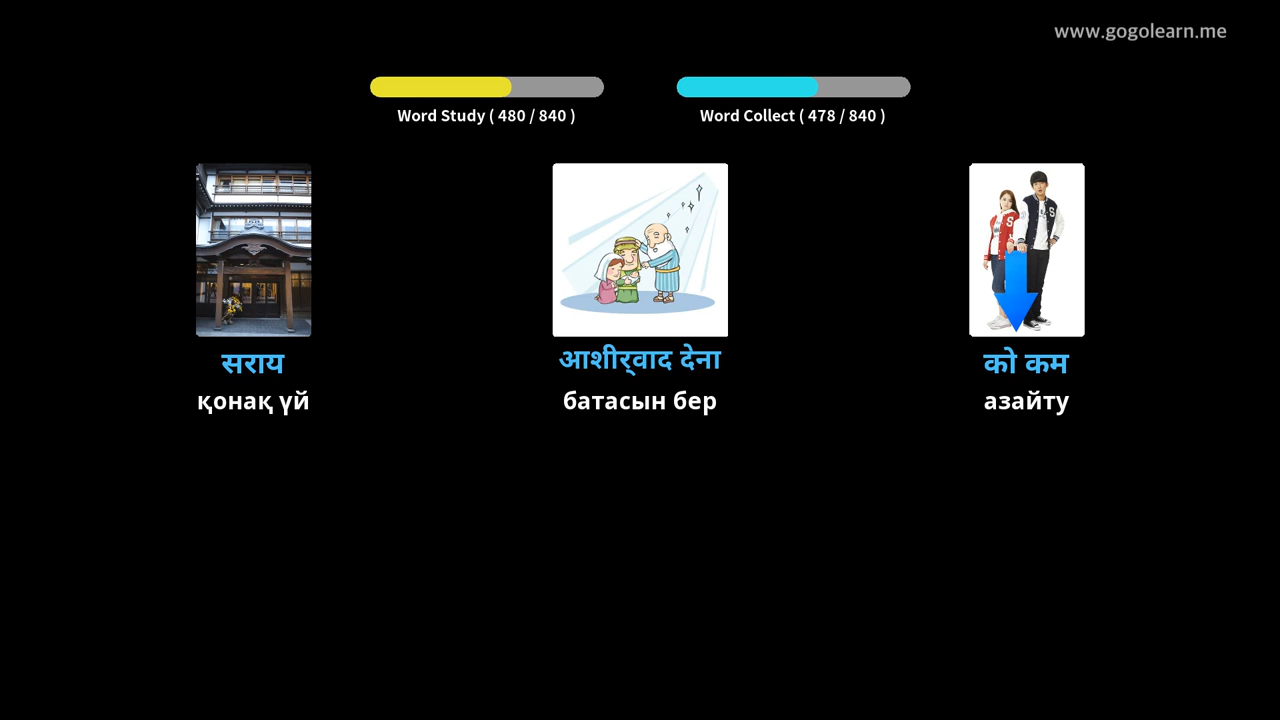 www.gogolearn.me
Word Study ( 480 / 840 )
Word Collect ( 478 / 840 )
सराय
आशीर्‌वाद देना
को कम
қонақ үй
батасын бер
азайту